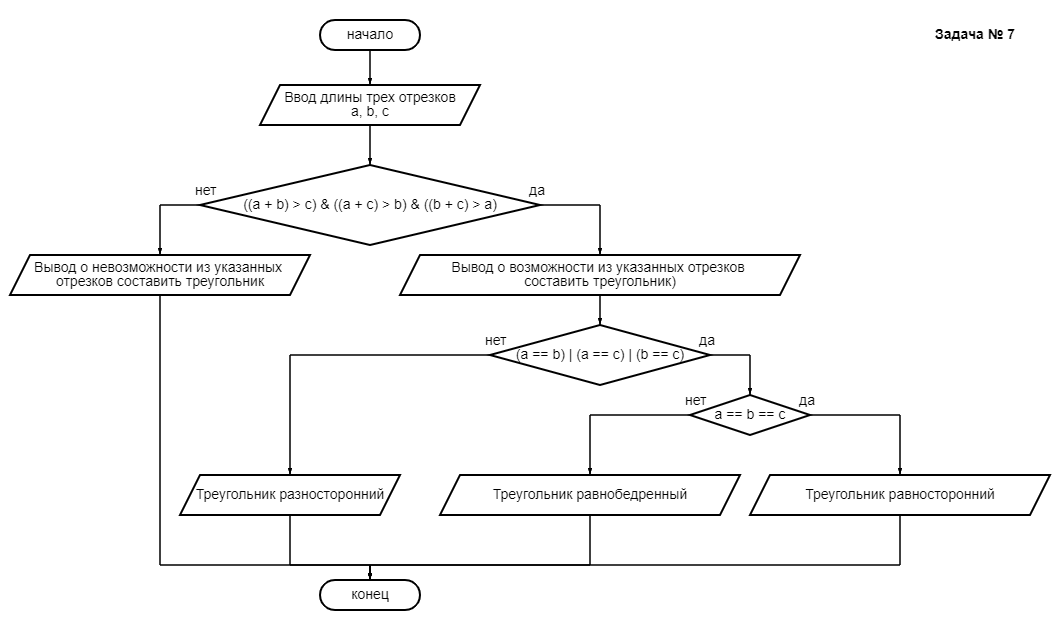 начало
Задача № 7
Ввод длины трех отрезков
a, b, c
нет
да
((a + b) > c) & ((a + c) > b) & ((b + c) > a)
Вывод о невозможности из указанных
отрезков составить треугольник
Вывод о возможности из указанных отрезков
составить треугольник)
нет
да
(a == b) | (a == c) | (b == c)
нет
да
a == b == c
Треугольник разносторонний
Треугольник равнобедренный
Треугольник равносторонний
конец